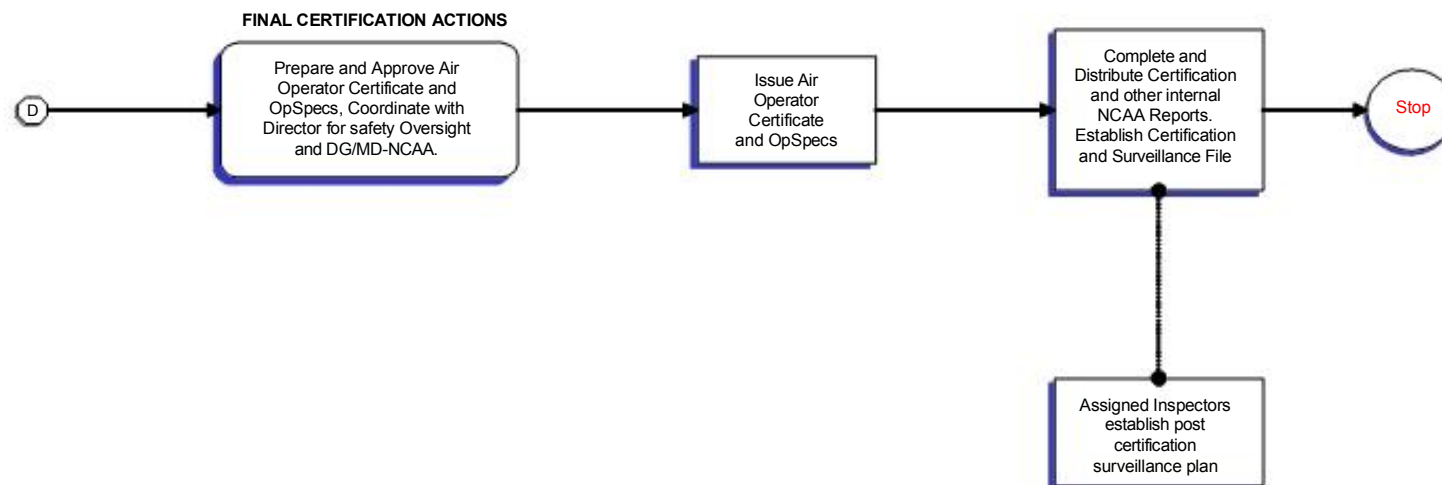 FINAL CERTIFICATION ACTIONS
D
Prepare and Approve Air
Operator Certificate and
OpSpecs, Coordinate with
Director for safety Oversight
and DG/MD-NCAA.
Issue Air
Operator
Certificate
and OpSpecs
Complete and
Distribute Certification
and other internal
NCAA Reports.
Establish Certification
and Surveillance File
Stop
Assigned Inspectors
establish post
certification
surveillance plan